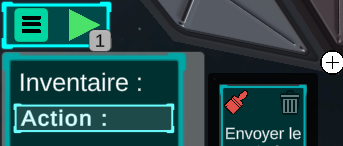 1
Inventaire :
Action :
Envoyer le